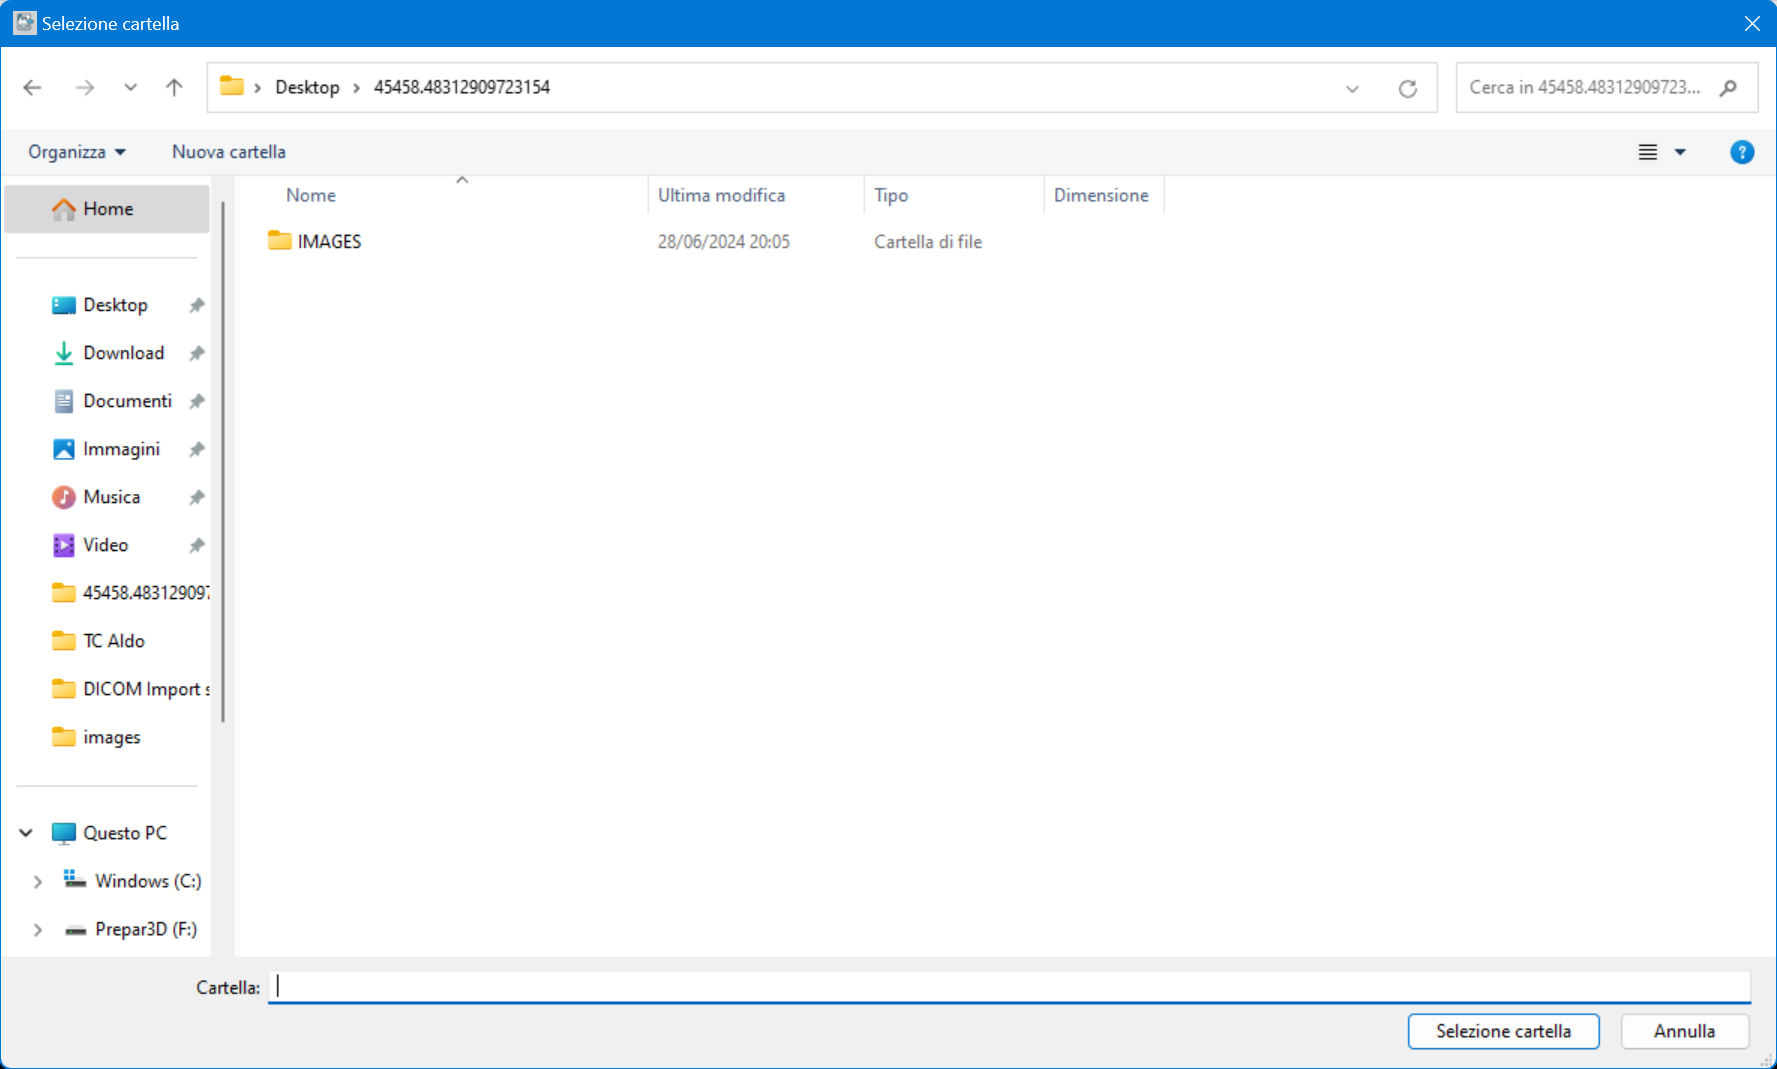 Selezione cartella
Desktop > 45458.48312909723154
Cerca in 45458.48312909723...
Organizza
Nuova cartella
?
Nome Ultima modifica Tipo Dimensione
IMAGES 28/06/2024 20:05 Cartella di file
Home
Desktop
Download
Documenti
Immagini
Musica
Video
45458.483129097
TC Aldo
DICOM Import s
images
Questo PC
Windows (C:)
Prepar3D (F:)
Cartella:
Selezione cartella
Annulla